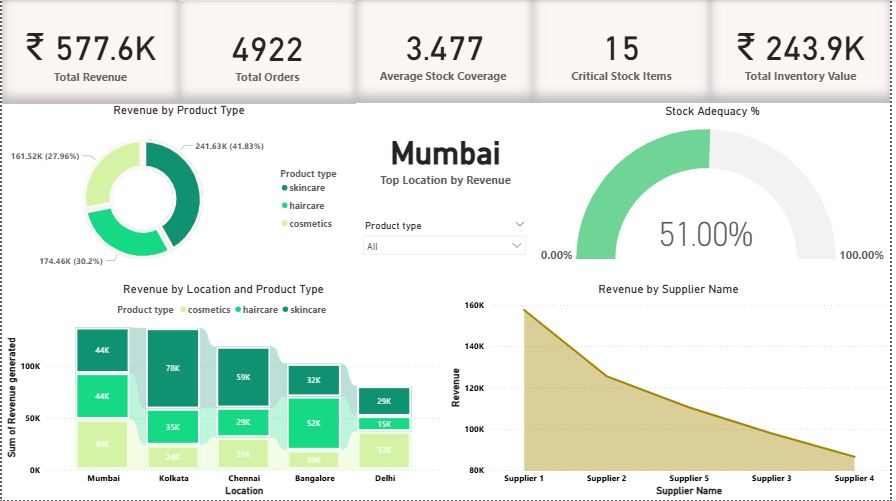 ₹ 577.6K
Total Revenue
4922
Total Orders
3.477
Average Stock Coverage
15
Critical Stock Items
₹ 243.9K
Total Inventory Value
Revenue by Product Type
161.52K (27.96%)
241.63K (41.83%)
174.46K (30.2%)
Product type
skincare
haircare
cosmetics
Mumbai
Top Location by Revenue
Product type
All
Stock Adequacy %
51.00%
0.00%
100.00%
Revenue by Location and Product Type
Product type cosmetics haircare skincare
Sum of Revenue generated
100K
50K
0K
44K
44K
49K
78K
35K
24K
59K
29K
31K
32K
52K
19K
29K
15K
37K
Mumbai Kolkata Chennai Bangalore Delhi
Location
Revenue by Supplier Name
Revenue
160K
140K
120K
100K
80K
Supplier 1 Supplier 2 Supplier 5 Supplier 3 Supplier 4
Supplier Name